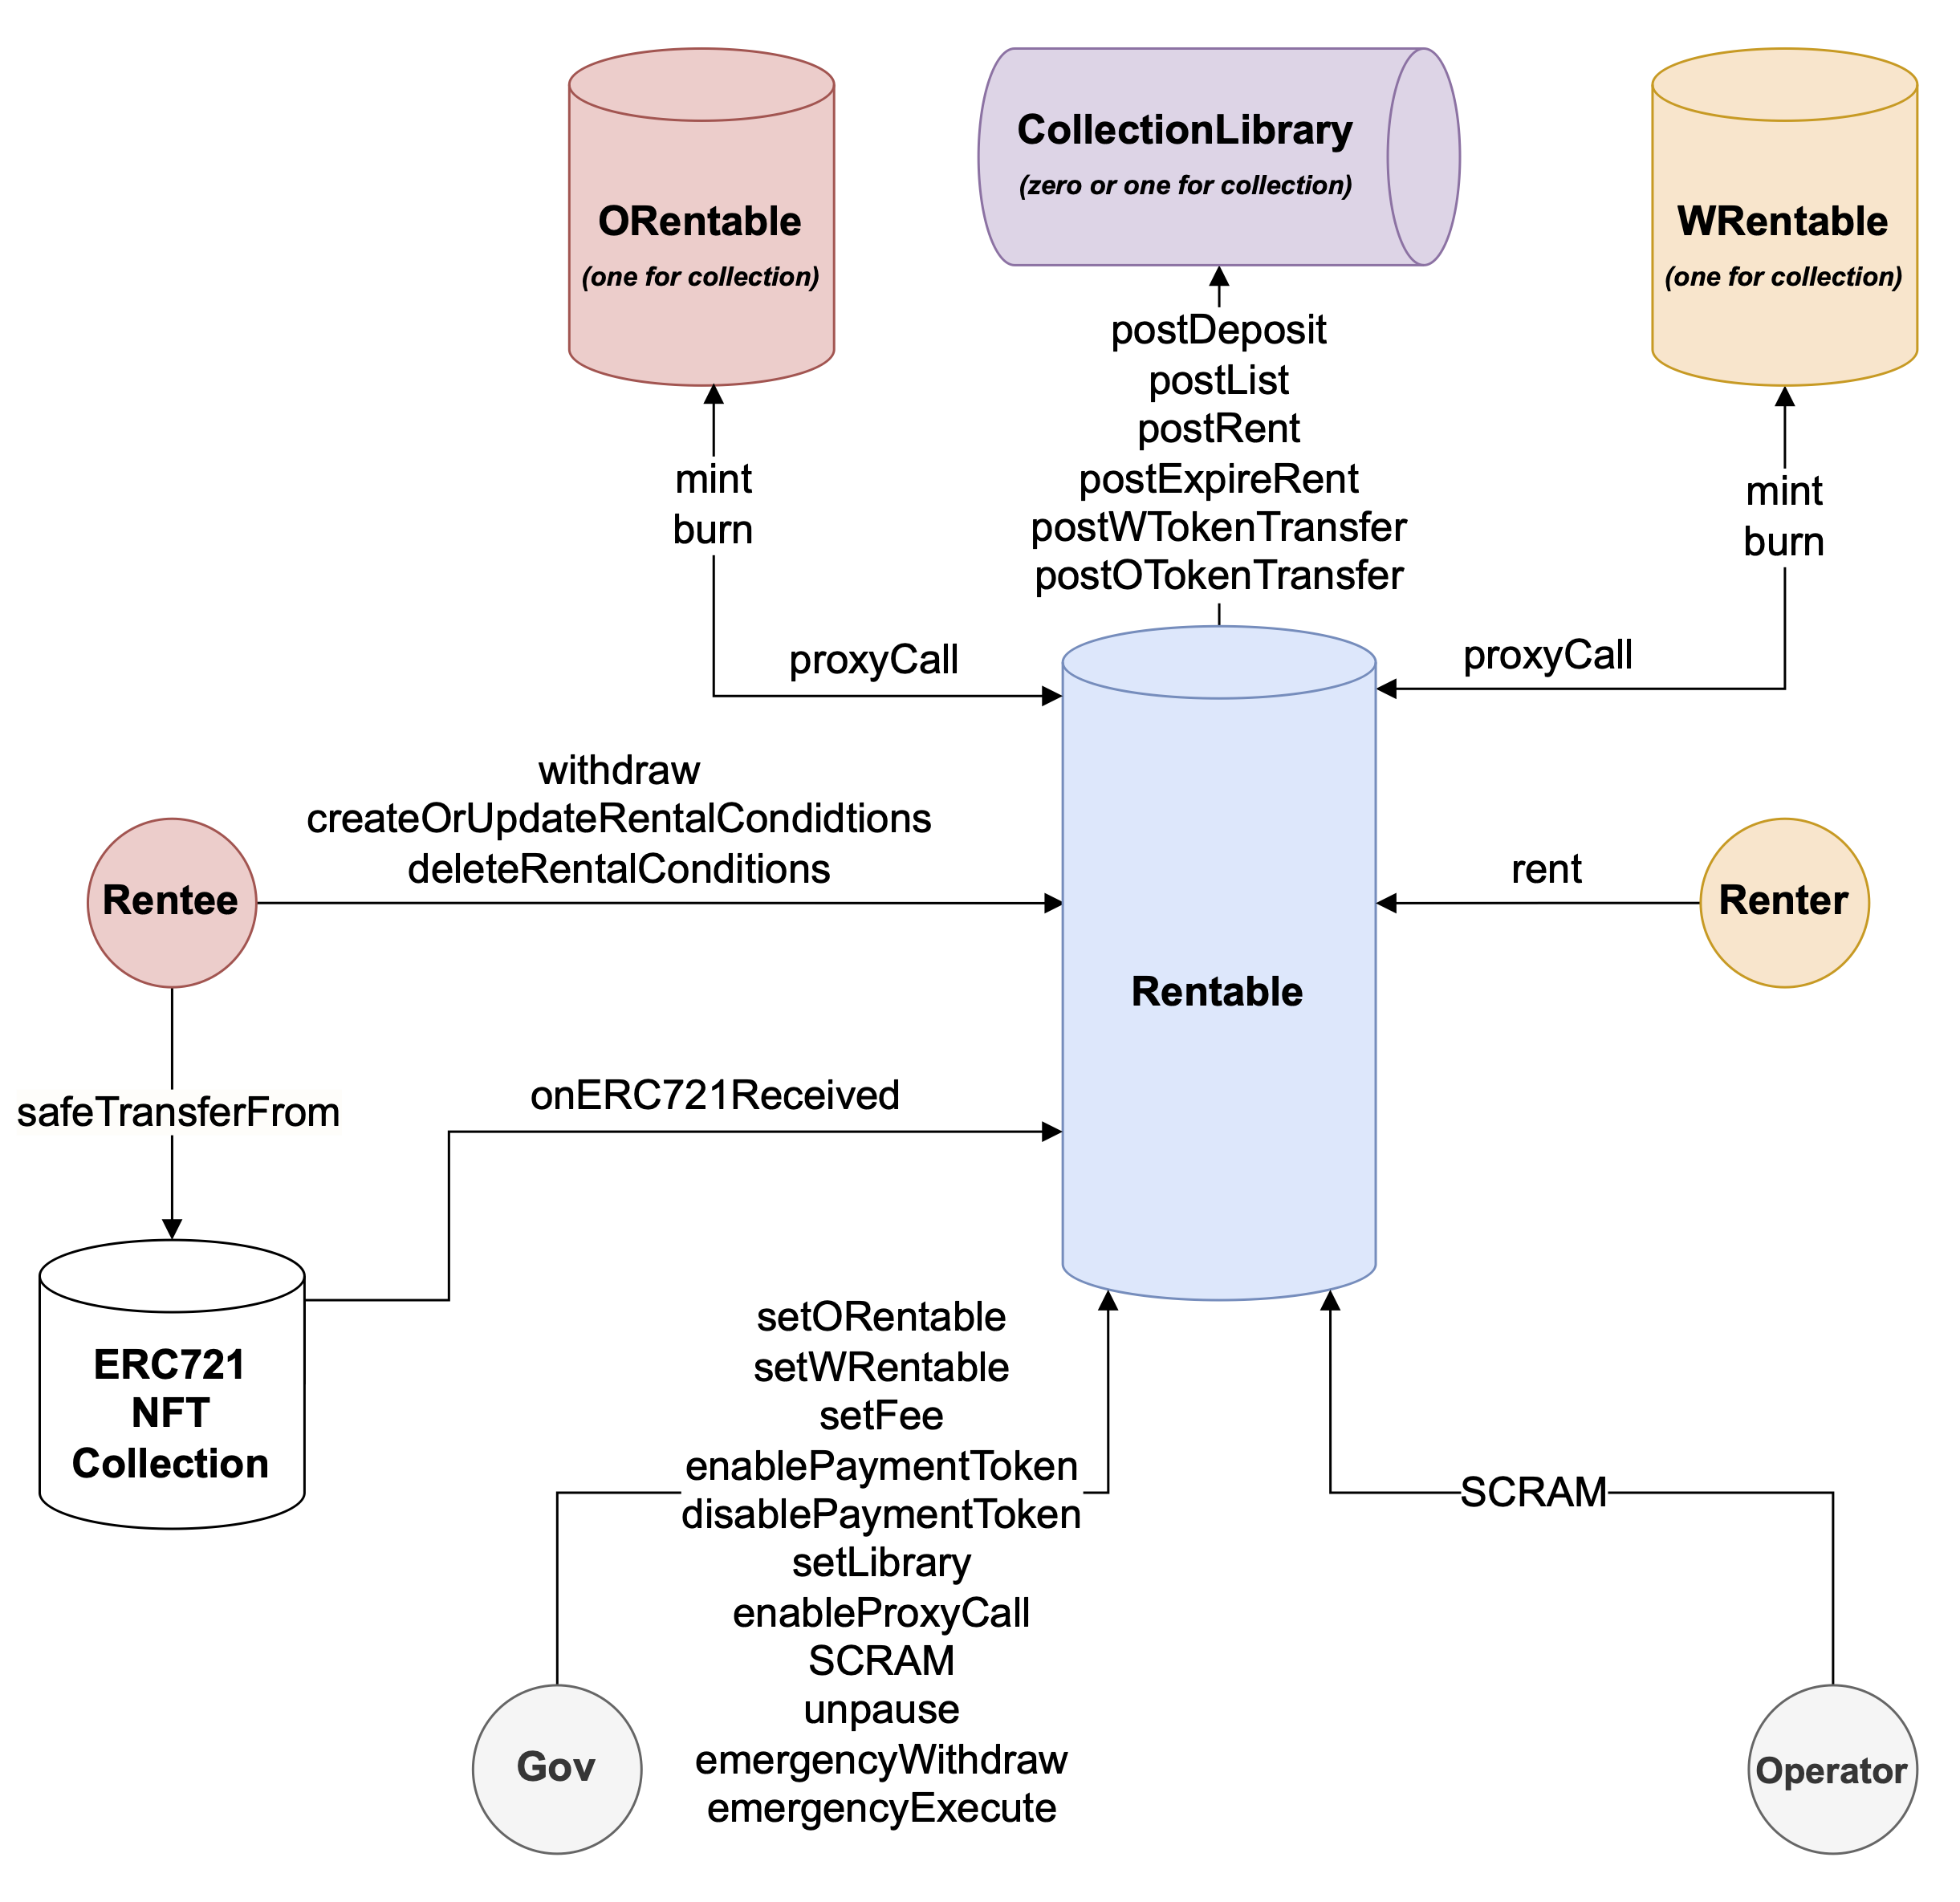 ORentable
(one for collection)
CollectionLibrary
(zero or one for collection)
WRentable
(one for collection)
postDeposit
postList
postRent
postExpireRent
postWTokenTransfer
postOTokenTransfer
mint
burn
mint
burn
proxyCall
proxyCall
withdraw
createOrUpdateRentalCondidtions
deleteRentalConditions
Rentee
rent
Renter
Rentable
safeTransferFrom
onERC721Received
ERC721
NFT
Collection
setORentable
setWRentable
setFee
enablePaymentToken
disablePaymentToken
setLibrary
enableProxyCall
SCRAM
unpause
emergencyWithdraw
emergencyExecute
SCRAM
Gov
Operator